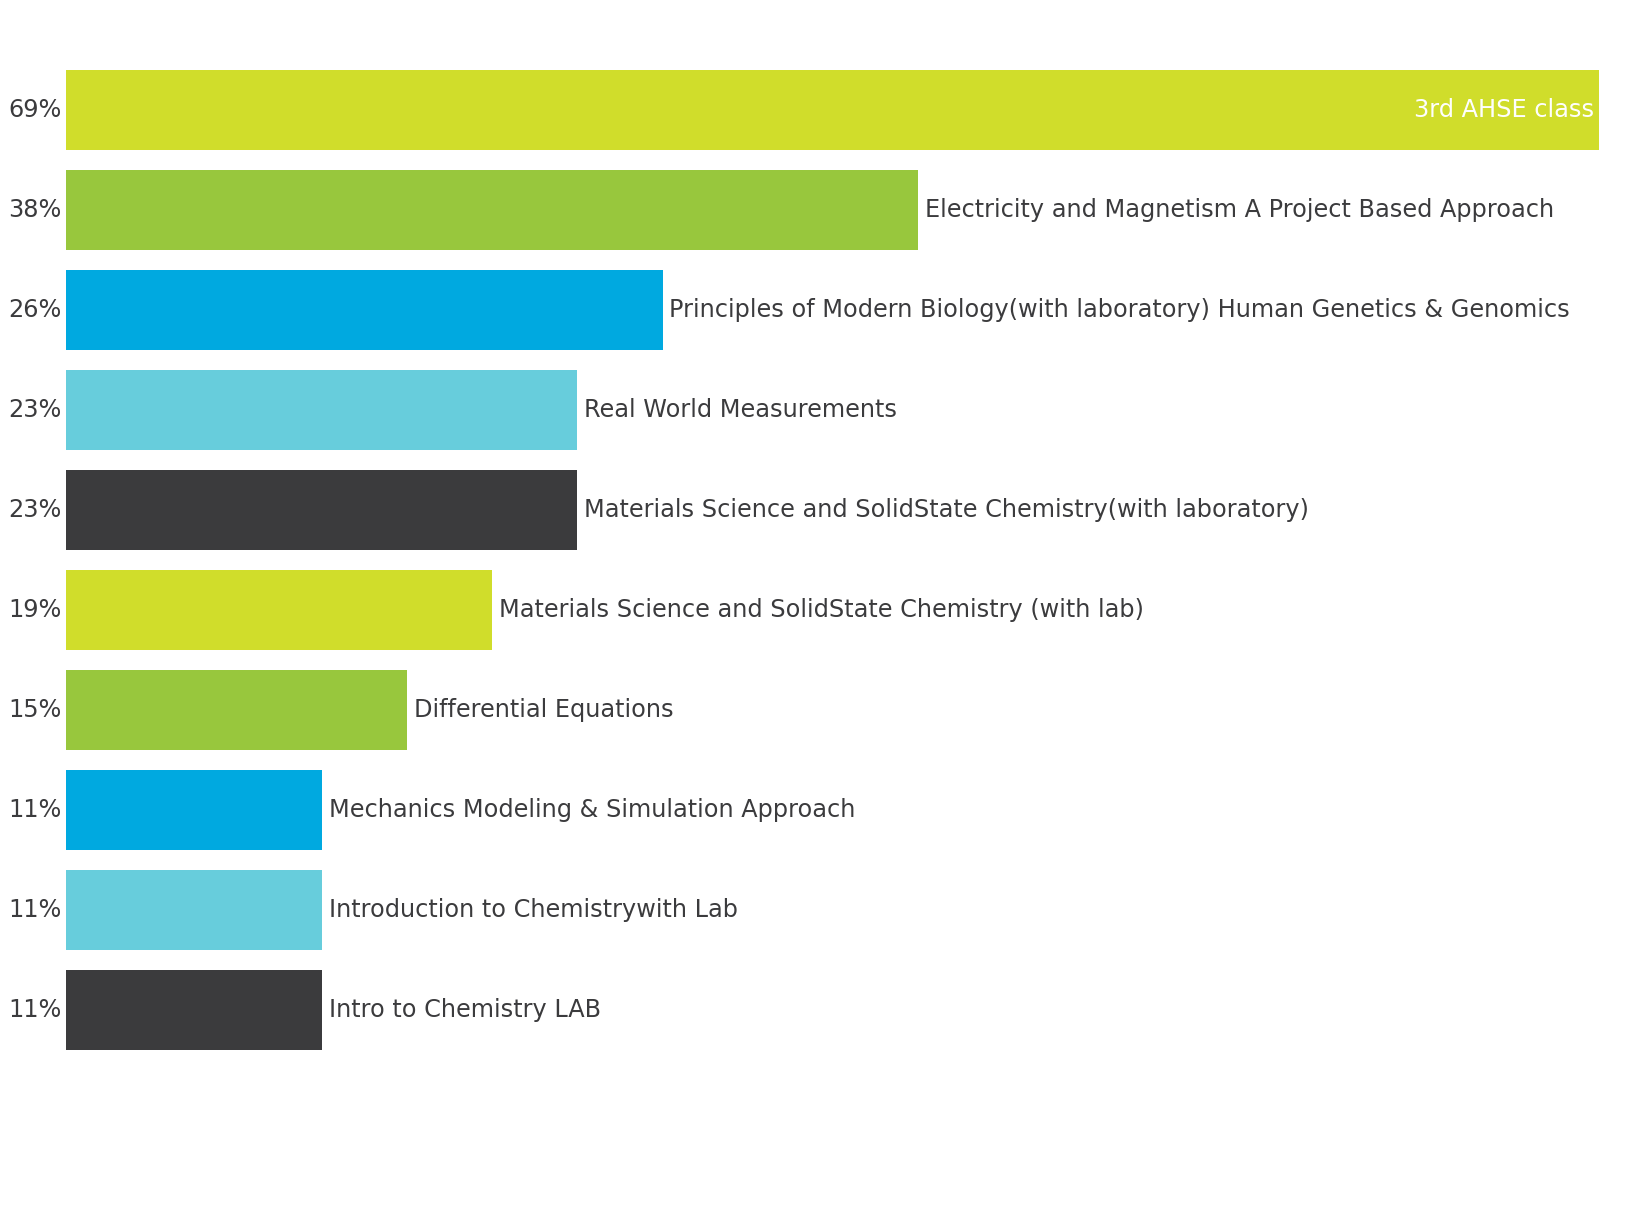 69% 3rd AHSE class
38% Electricity and Magnetism A Project Based Approach
26% Principles of Modern Biology(with laboratory) Human Genetics & Genomics
23% Real World Measurements
23% Materials Science and SolidState Chemistry(with laboratory)
19% Materials Science and SolidState Chemistry (with lab)
15% Differential Equations
11% Mechanics Modeling & Simulation Approach
11% Introduction to Chemistrywith Lab
11% Intro to Chemistry LAB